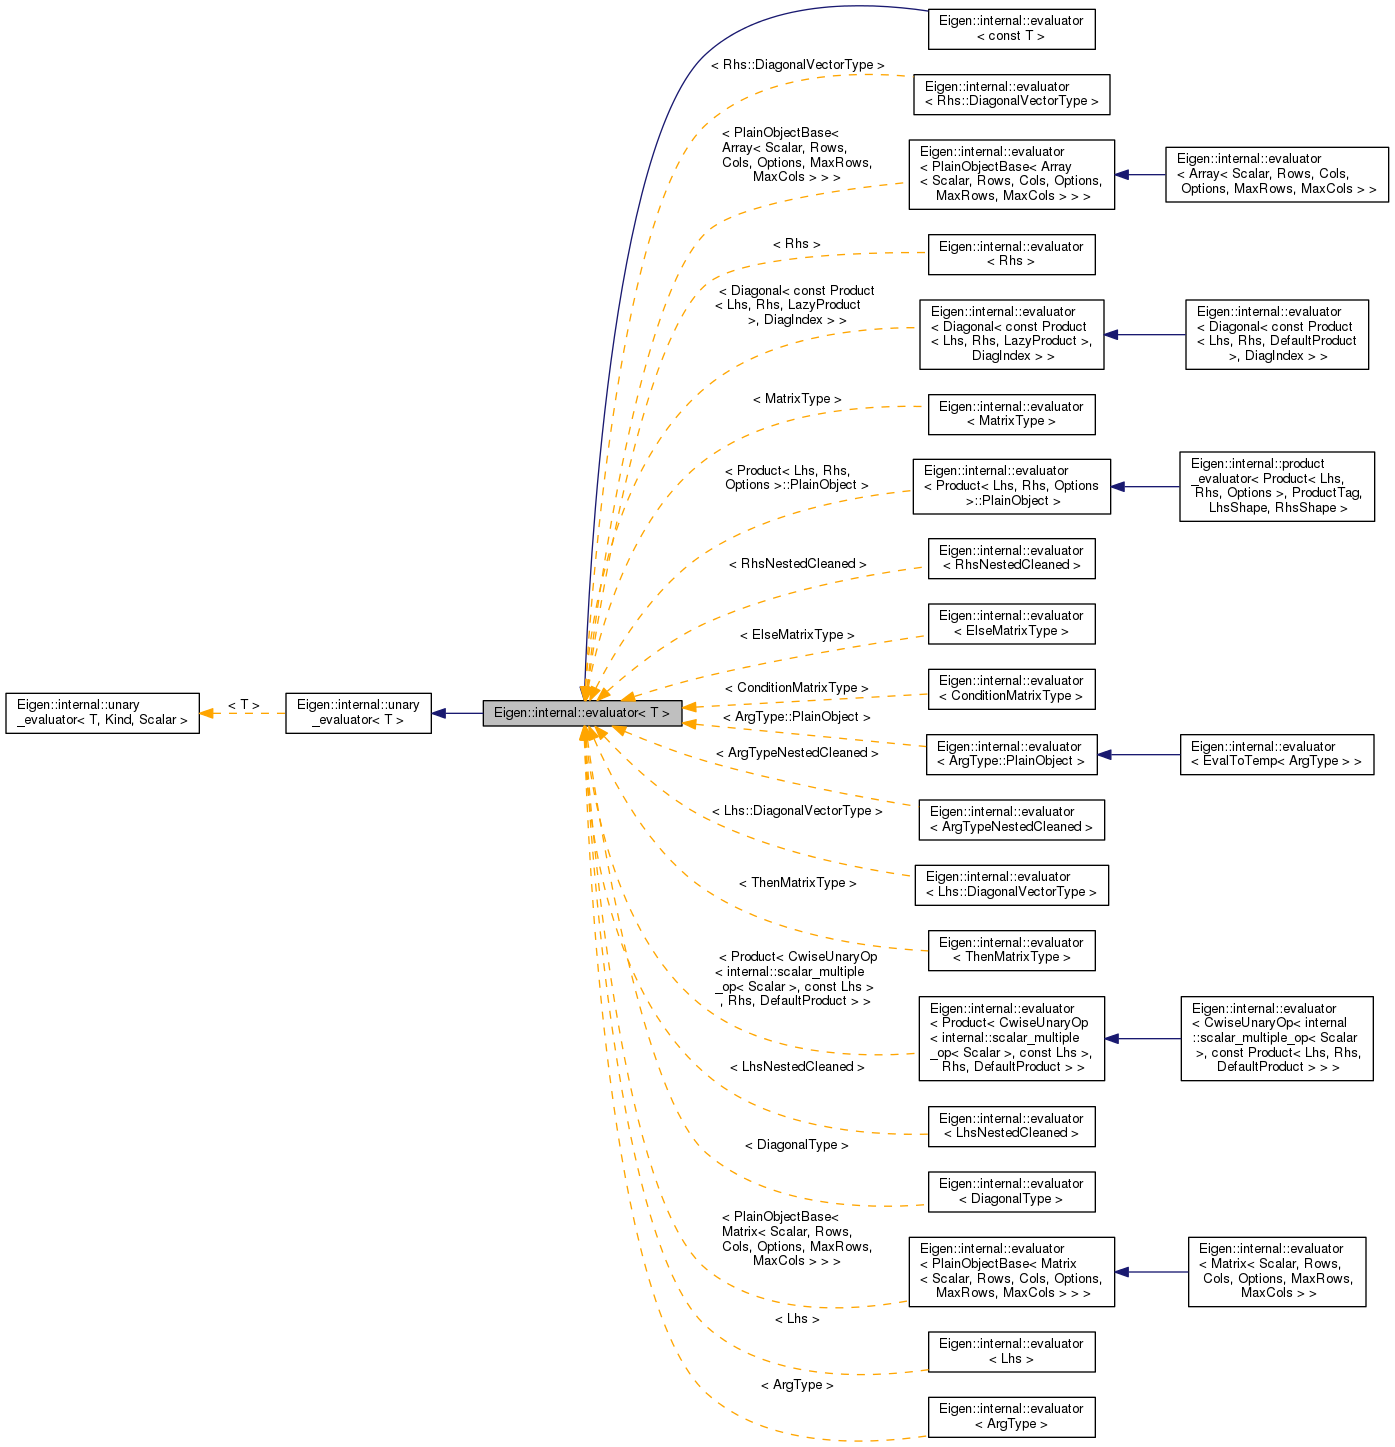 Eigen::internal::unary
_evaluator< T, Kind, Scalar >
< T >
Eigen::internal::unary
_evaluator< T >
Eigen::internal::evaluator< T >
Eigen::internal::evaluator
< const T >
< Rhs::DiagonalVectorType >
Eigen::internal::evaluator
< Rhs::DiagonalVectorType >
< PlainObjectBase<
Array< Scalar, Rows,
Cols, Options, MaxRows,
MaxCols > > >
Eigen::internal::evaluator
< PlainObjectBase< Array
< Scalar, Rows, Cols, Options,
MaxRows, MaxCols > > >
Eigen::internal::evaluator
< Array< Scalar, Rows, Cols,
Options, MaxRows, MaxCols > >
< Rhs >
Eigen::internal::evaluator
< Rhs >
< Diagonal< const Product
< Lhs, Rhs, LazyProduct
>, DiagIndex > >
Eigen::internal::evaluator
< Diagonal< const Product
< Lhs, Rhs, LazyProduct >,
DiagIndex > >
Eigen::internal::evaluator
< Diagonal< const Product
< Lhs, Rhs, DefaultProduct
>, DiagIndex > >
< MatrixType >
Eigen::internal::evaluator
< MatrixType >
< Product< Lhs, Rhs,
Options >::PlainObject >
Eigen::internal::evaluator
< Product< Lhs, Rhs, Options
>::PlainObject >
Eigen::internal::product
_evaluator< Product< Lhs,
Rhs, Options >, ProductTag,
LhsShape, RhsShape >
< RhsNestedCleaned >
Eigen::internal::evaluator
< RhsNestedCleaned >
< ElseMatrixType >
Eigen::internal::evaluator
< ElseMatrixType >
< ConditionMatrixType >
Eigen::internal::evaluator
< ConditionMatrixType >
< ArgType::PlainObject >
Eigen::internal::evaluator
< ArgType::PlainObject >
Eigen::internal::evaluator
< EvalToTemp< ArgType > >
< ArgTypeNestedCleaned >
Eigen::internal::evaluator
< ArgTypeNestedCleaned >
< Lhs::DiagonalVectorType >
Eigen::internal::evaluator
< Lhs::DiagonalVectorType >
< ThenMatrixType >
Eigen::internal::evaluator
< ThenMatrixType >
< Product< CwiseUnaryOp
< internal::scalar_multiple
_op< Scalar >, const Lhs >
, Rhs, DefaultProduct > >
Eigen::internal::evaluator
< Product< CwiseUnaryOp
< internal::scalar_multiple
_op< Scalar >, const Lhs >,
Rhs, DefaultProduct > >
Eigen::internal::evaluator
< CwiseUnaryOp< internal
::scalar_multiple_op< Scalar
>, const Product< Lhs, Rhs,
DefaultProduct > > >
< LhsNestedCleaned >
Eigen::internal::evaluator
< LhsNestedCleaned >
< DiagonalType >
Eigen::internal::evaluator
< DiagonalType >
< PlainObjectBase<
Matrix< Scalar, Rows,
Cols, Options, MaxRows,
MaxCols > > >
Eigen::internal::evaluator
< PlainObjectBase< Matrix
< Scalar, Rows, Cols, Options,
MaxRows, MaxCols > > >
Eigen::internal::evaluator
< Matrix< Scalar, Rows,
Cols, Options, MaxRows,
MaxCols > >
< Lhs >
Eigen::internal::evaluator
< Lhs >
< ArgType >
Eigen::internal::evaluator
< ArgType >